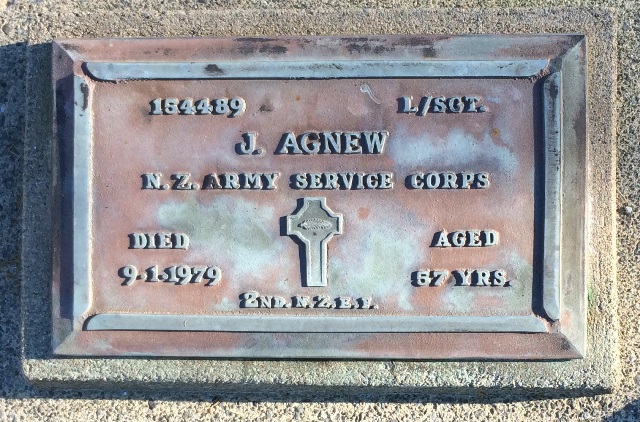 154489 L/SGT.
J. AGNEW
N.Z. ARMY SERVICE CORPS
DIED AGED
9·1·1979 57 YRS.
2ND. N.Z.E.F.